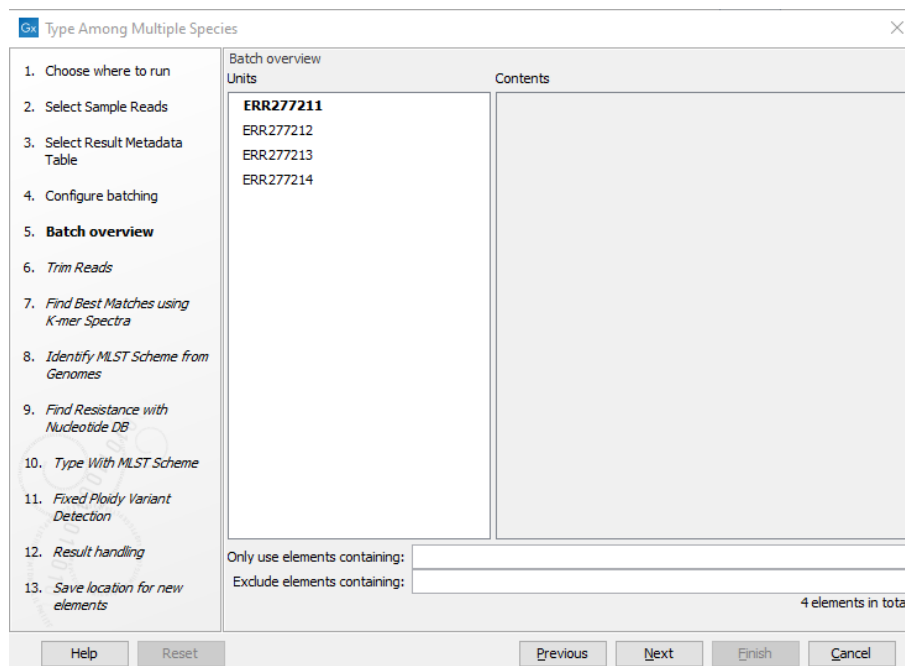 Gx Type Among Multiple Species
1. Choose where to run
2. Select Sample Reads
3. Select Result Metadata
Table
4. Configure batching
5. Batch overview
6. Trim Reads
7. Find Best Matches using
K-mer Spectra
8. Identify MLST Scheme from
Genomes
9. Find Resistance with
Nucleotide DB
10. Type With MLST Scheme
11. Fixed Ploidy Variant
Detection
12. Result handling
13. Save location for new
elements
Batch overview
Units
Contents
ERR277211
ERR277212
ERR277213
ERR277214
Only use elements containing:
Exclude elements containing:
4 elements in tota
Help
Reset
Previous
Next
Finish
Cancel